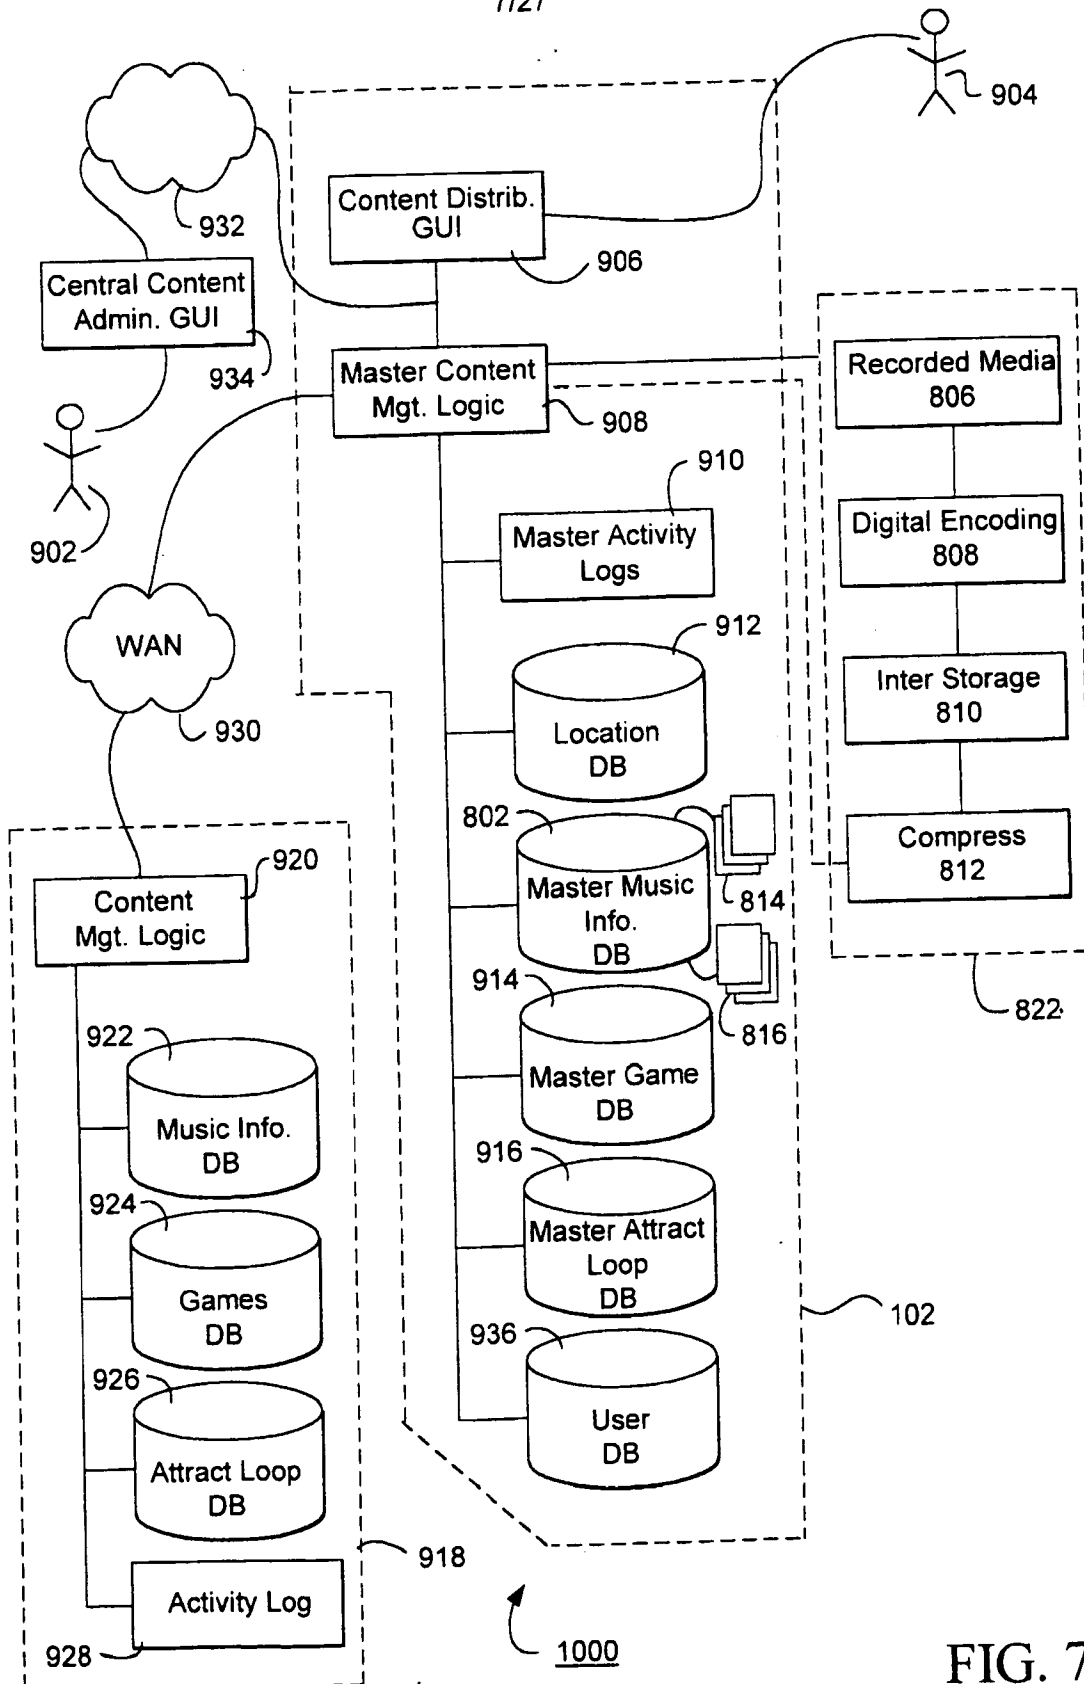 7/27
904
932
Content Distrib.
GUI
906
Central Content
Admin. GUI
934
Master Content
Mgt. Logic
908
Recorded Media
806
902
910
Master Activity
Logs
Digital Encoding
808
WAN
930
912
Location
DB
Inter Storage
810
802
Master Music
Info.
DB
814
816
Compress
812
822
920
Content
Mgt. Logic
914
Master Game
DB
922
Music Info.
DB
916
Master Attract
Loop
DB
924
Games
DB
102
936
User
DB
926
Attract Loop
DB
918
Activity Log
928
1000
FIG. 7